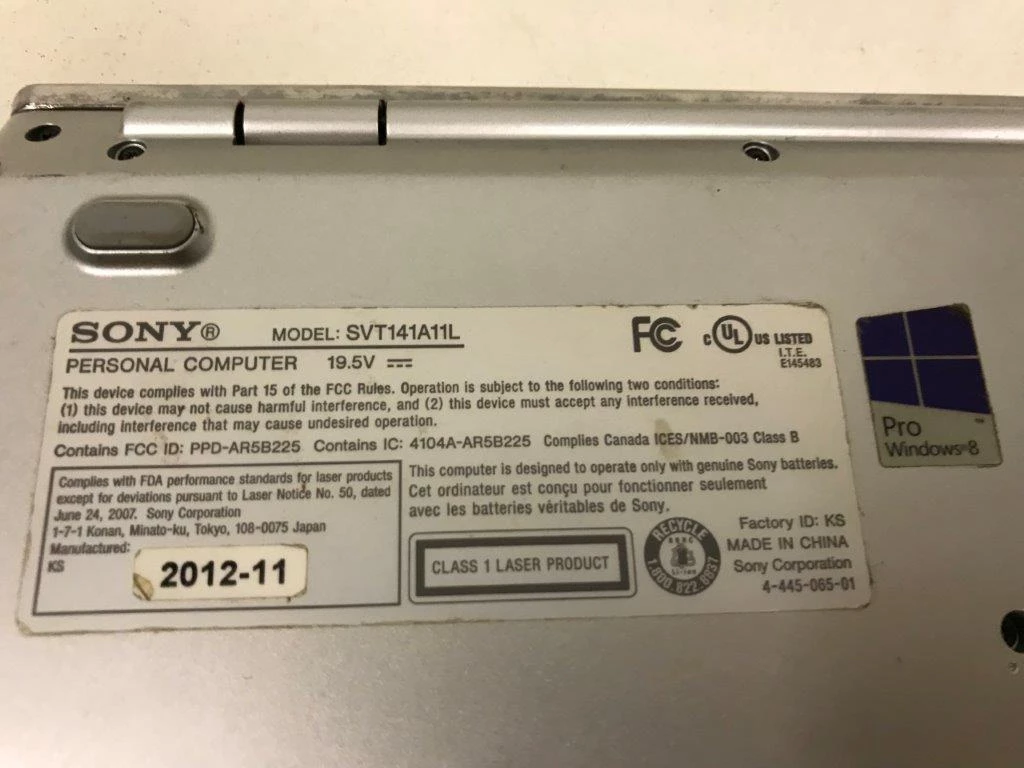 SONY® MODEL: SVT141A11L
PERSONAL COMPUTER 19.5V
FC
c UL US LISTED
I.T.E.
E145483
This device complies with Part 15 of the FCC Rules. Operation is subject to the following two conditions:
(1) this device may not cause harmful interference, and (2) this device must accept any interference received,
including interference that may cause undesired operation.
Contains FCC ID: PPD-AR5B225 Contains IC: 4104A-AR5B225 Complies Canada ICES/NMB-003 Class B
Complies with FDA performance standards for laser products
except for deviations pursuant to Laser Notice No. 50, dated
June 24, 2007. Sony Corporation
1-7-1 Konan, Minato-ku, Tokyo, 108-0075 Japan
Manufactured:
KS
2012-11
This computer is designed to operate only with genuine Sony batteries.
Cet ordinateur est conçu pour fonctionner seulement
avec les batteries véritables de Sony.
CLASS 1 LASER PRODUCT
RECYCLE
RBRC
Li-ion
1.800.822.8837
Factory ID: KS
MADE IN CHINA
Sony Corporation
4-445-065-01
Pro
Windows 8